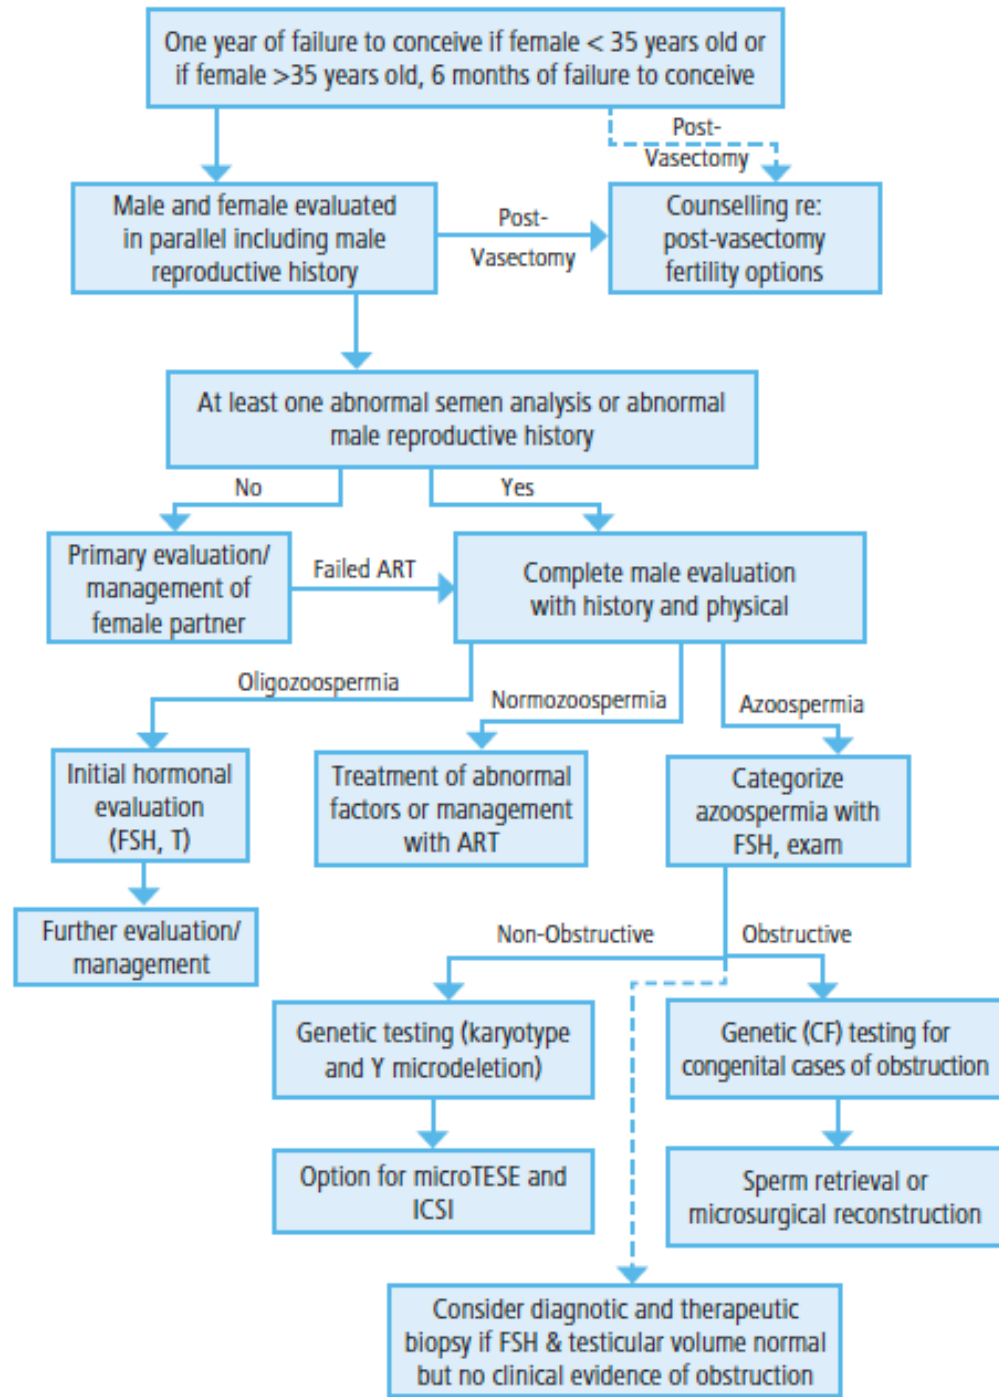 One year of failure to conceive if female < 35 years old or
if female >35 years old, 6 months of failure to conceive
Post-
Vasectomy
Male and female evaluated
in parallel including male
reproductive history
Post-
Vasectomy
Counselling re:
post-vasectomy
fertility options
At least one abnormal semen analysis or abnormal
male reproductive history
No
Yes
Primary evaluation/
management of
female partner
Failed ART
Complete male evaluation
with history and physical
Oligozoospermia
Normozoospermia
Azoospermia
Initial hormonal
evaluation
(FSH, T)
Treatment of abnormal
factors or management
with ART
Categorize
azoospermia with
FSH, exam
Further evaluation/
management
Non-Obstructive
Obstructive
Genetic testing (karyotype
and Y microdeletion)
Genetic (CF) testing for
congenital cases of obstruction
Option for microTESE and
ICSI
Sperm retrieval or
microsurgical reconstruction
Consider diagnostic and therapeutic
biopsy if FSH & testicular volume normal
but no clinical evidence of obstruction